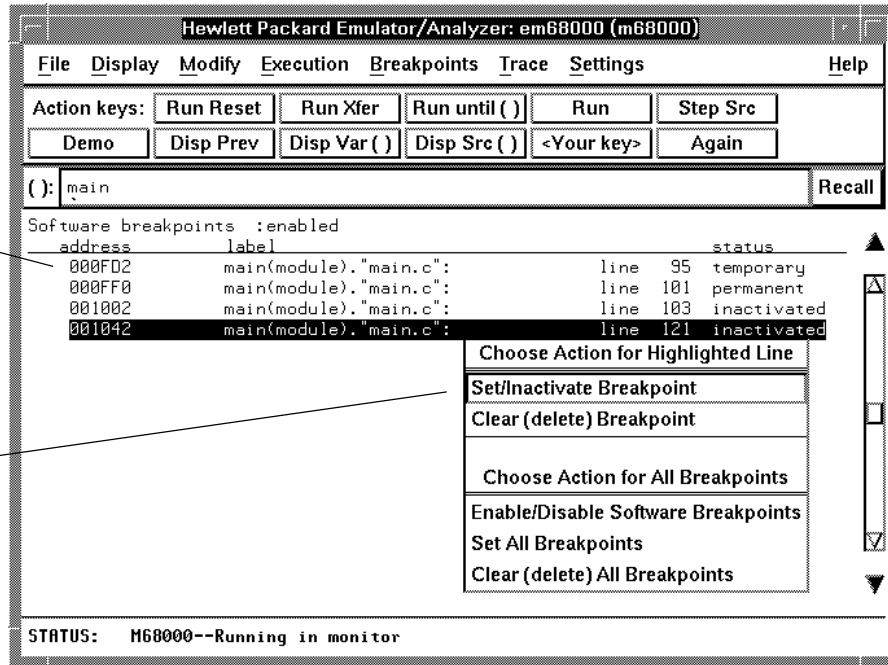 Hewlett Packard Emulator/Analyzer: em68000 (m68000)
File Display Modify Execution Breakpoints Trace Settings Help
Action keys: Run Reset Run Xfer Run until ( ) Run Step Src
Demo Disp Prev Disp Var ( ) Disp Src ( ) <Your key> Again
( ): main Recall
Software breakpoints :enabled
address label status
000FD2 main(module)."main.c": line 95 temporary
000FF0 main(module)."main.c": line 101 permanent
001002 main(module)."main.c": line 103 inactivated
001042 main(module)."main.c": line 121 inactivated
Choose Action for Highlighted Line
Set/Inactivate Breakpoint
Clear (delete) Breakpoint
Choose Action for All Breakpoints
Enable/Disable Software Breakpoints
Set All Breakpoints
Clear (delete) All Breakpoints
STATUS: M68000--Running in monitor